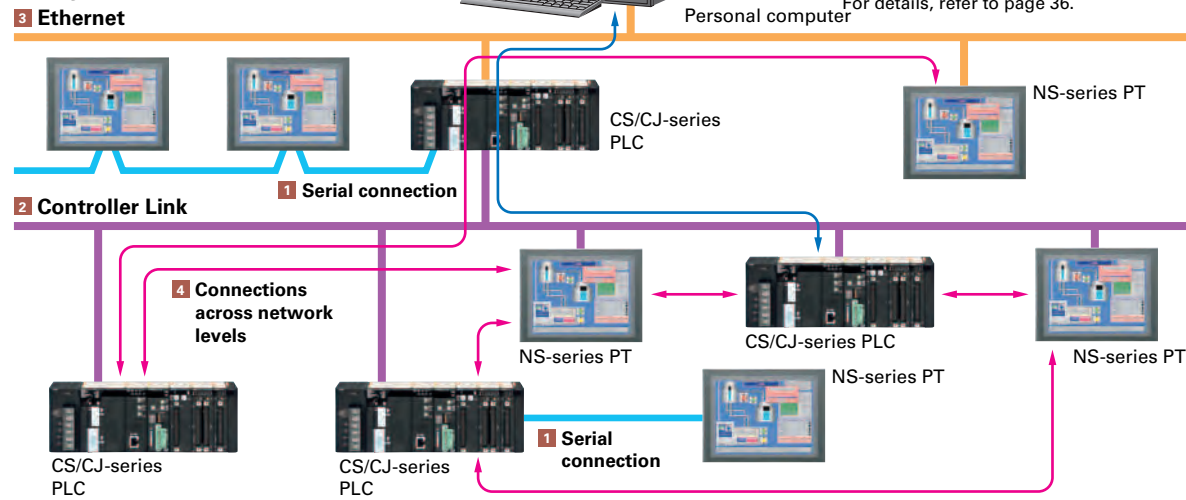 For details, refer to page 36.
Personal computer
3 Ethernet
NS-series PT
CS/CJ-series
PLC
1 Serial connection
2 Controller Link
4 Connections
across network
levels
NS-series PT
CS/CJ-series PLC
NS-series PT
NS-series PT
CS/CJ-series
PLC
CS/CJ-series
PLC
1 Serial
connection